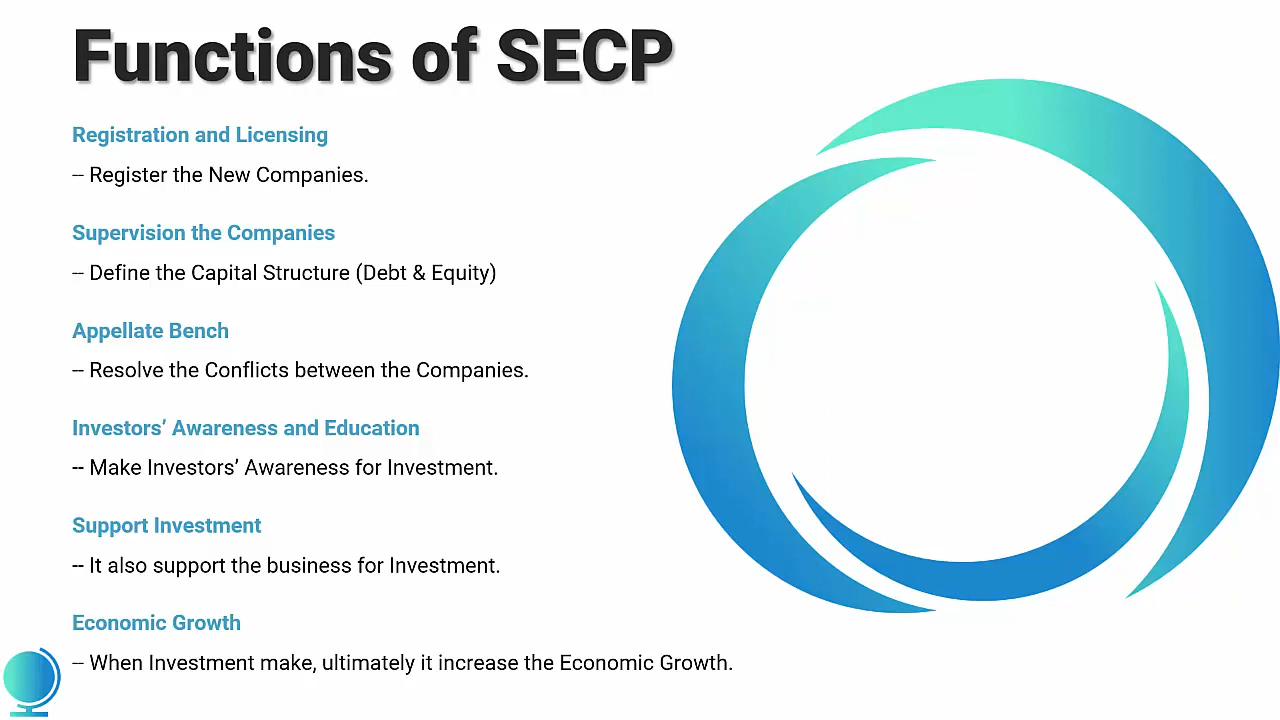 Functions of SECP
Registration and Licensing
-- Register the New Companies.
Supervision the Companies
-- Define the Capital Structure (Debt & Equity)
Appellate Bench
-- Resolve the Conflicts between the Companies.
Investors’ Awareness and Education
-- Make Investors’ Awareness for Investment.
Support Investment
-- It also support the business for Investment.
Economic Growth
-- When Investment make, ultimately it increase the Economic Growth.